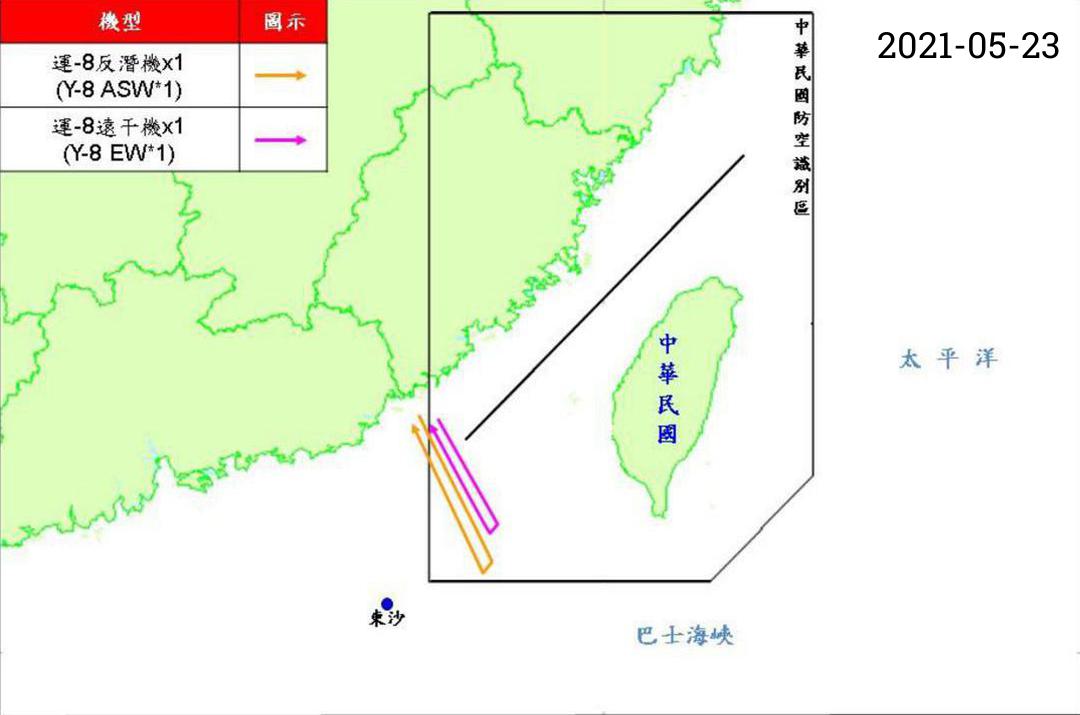 機型 圖示
運-8反潛機x1
(Y-8 ASW*1)
運-8遠干機x1
(Y-8 EW*1)
2021-05-23
中華民國防空識別區
中華民國
太平洋
東沙
巴士海峽